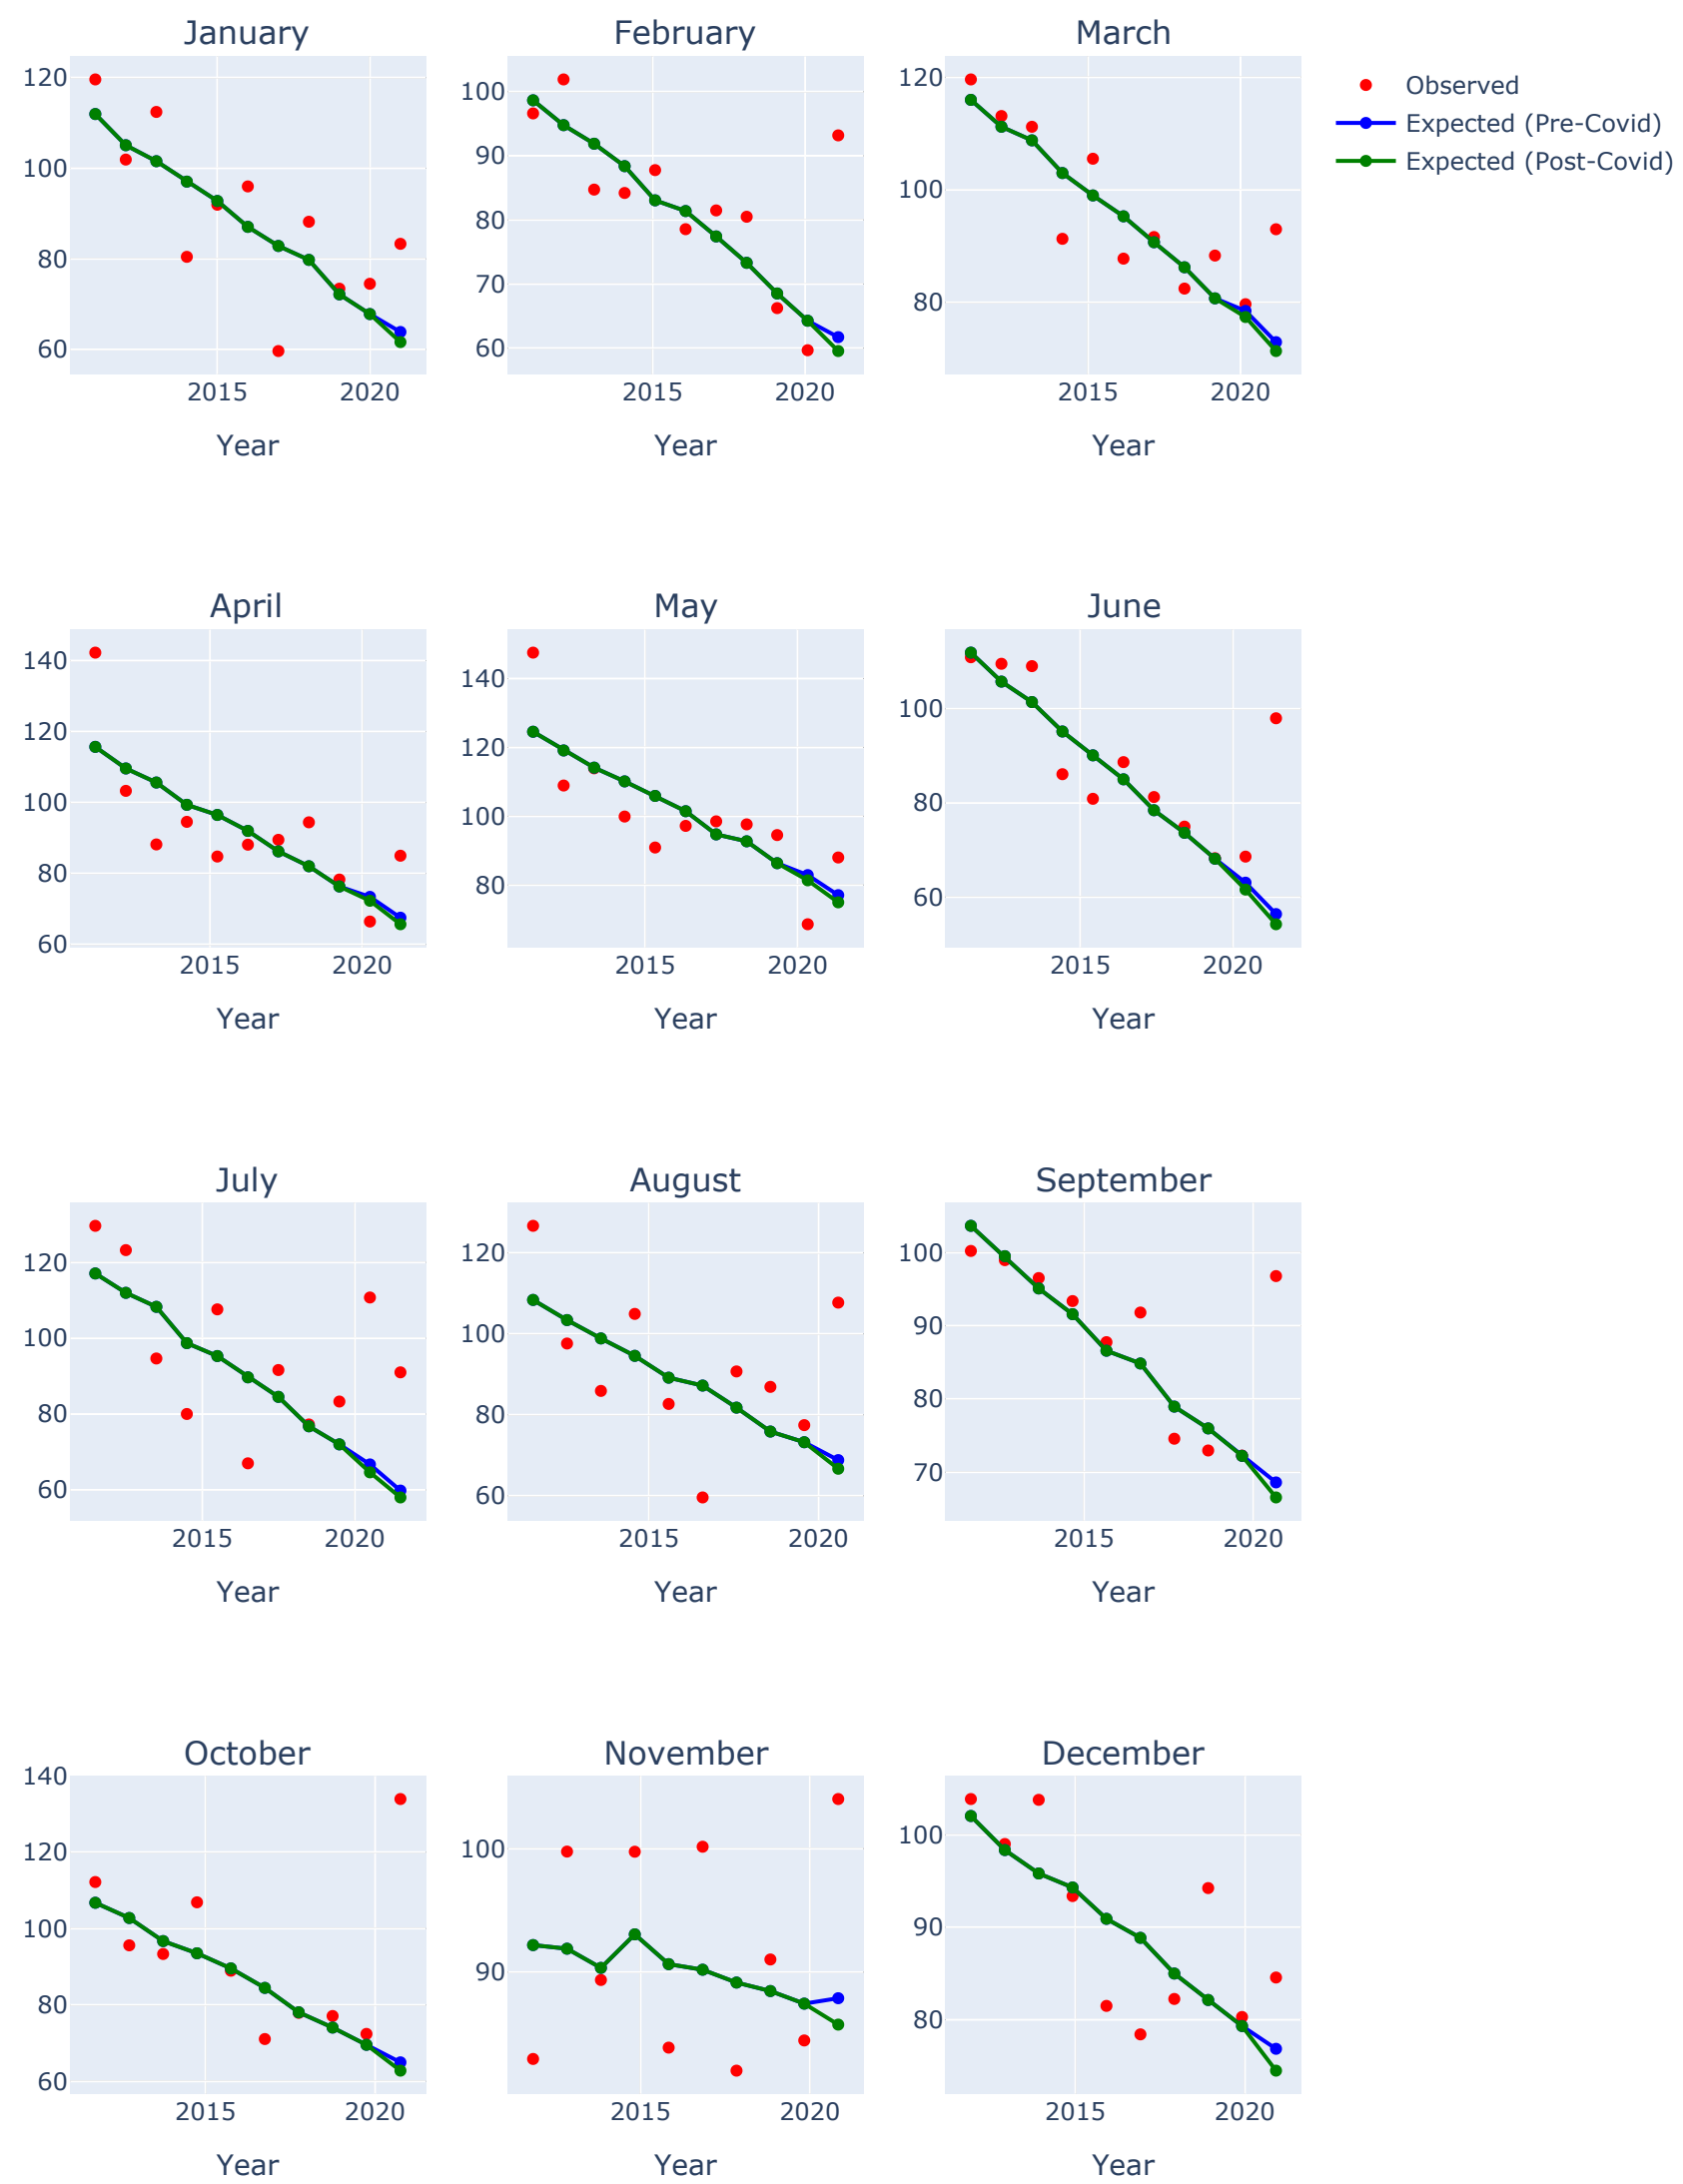 January
February
March
120
100
80
60
2015
2020
Year
100
90
80
70
60
2015
2020
Year
120
100
80
2015
2020
Year
Observed
Expected (Pre-Covid)
Expected (Post-Covid)
April
May
June
140
120
100
80
60
2015
2020
Year
140
120
100
80
2015
2020
Year
100
80
60
2015
2020
Year
July
August
September
120
100
80
60
2015
2020
Year
120
100
80
60
2015
2020
Year
100
90
80
70
2015
2020
Year
October
November
December
140
120
100
80
60
2015
2020
Year
100
90
2015
2020
Year
100
90
80
2015
2020
Year